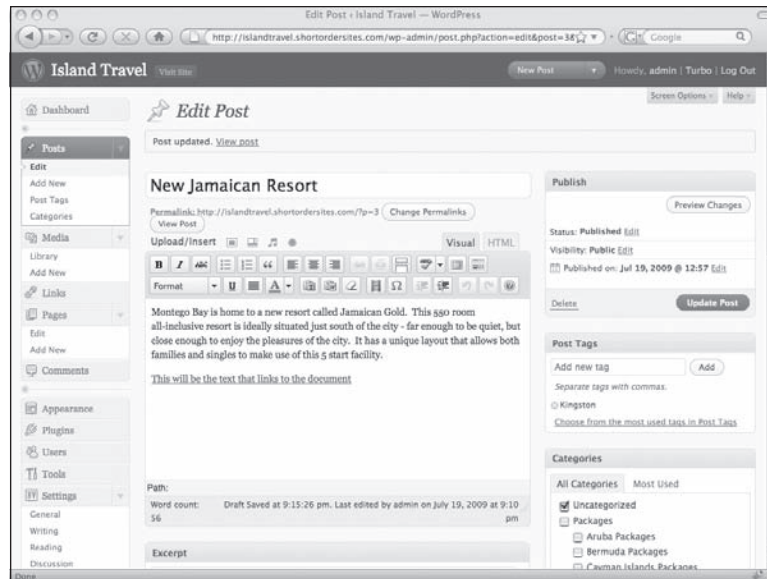 Edit Post ‹ Island Travel — WordPress
http://islandtravel.shortordersites.com/wp-admin/post.php?action=edit&post=38
Google
Island Travel
Visit Site
New Post
Howdy, admin | Turbo | Log Out
Screen Options
Help
Dashboard
Posts
Edit
Add New
Post Tags
Categories
Media
Library
Add New
Links
Pages
Edit
Add New
Comments
Appearance
Plugins
Users
Tools
Settings
General
Writing
Reading
Discussion
Edit Post
Post updated. View post
New Jamaican Resort
Permalink: http://islandtravel.shortordersites.com/?p=3 Change Permalinks
View Post
Upload/Insert
Visual HTML
B I ABC
Format U A Ω
Montego Bay is home to a new resort called Jamaican Gold. This 550 room
all-inclusive resort is ideally situated just south of the city - far enough to be quiet, but
close enough to enjoy the pleasures of the city. It has a unique layout that allows both
families and singles to make use of this 5 start facility.
This will be the text that links to the document
Path:
Word count: 56
Draft Saved at 9:15:26 pm. Last edited by admin on July 19, 2009 at 9:10 pm
Excerpt
Publish
Preview Changes
Status: Published Edit
Visibility: Public Edit
Published on: Jul 19, 2009 @ 12:57 Edit
Delete
Update Post
Post Tags
Add new tag
Add
Separate tags with commas.
Kingston
Choose from the most used tags in Post Tags
Categories
All Categories Most Used
Uncategorized
Packages
Aruba Packages
Bermuda Packages
Cayman Islands Packages
Done